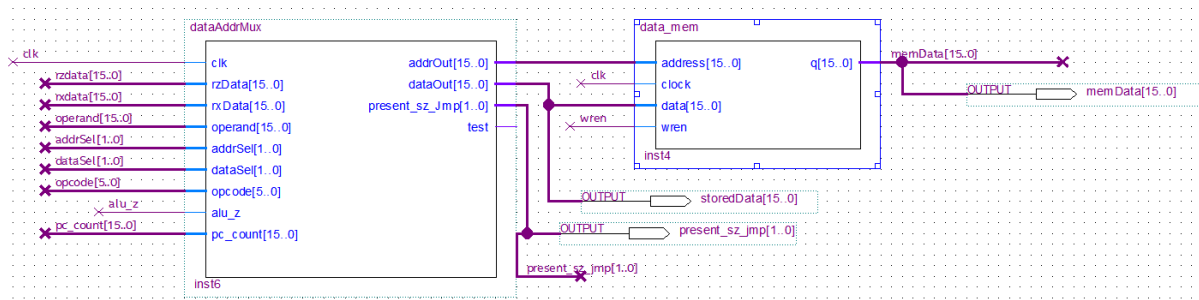 dataAddrMux
clk
clk
rzdata[15..0]
rzData[15..0]
rxdata[15..0]
rxData[15..0]
operand[15..0]
operand[15..0]
addrSel[1..0]
addrSel[1..0]
dataSel[1..0]
dataSel[1..0]
opcode[5..0]
opcode[5..0]
alu_z
alu_z
pc_count[15..0]
pc_count[15..0]
addrOut[15..0]
dataOut[15..0]
present_sz_Jmp[1..0]
test
inst6
data_mem
address[15..0]
q[15..0]
clk
clock
data[15..0]
wren
wren
inst4
memData[15..0]
OUTPUT
memData[15..0]
OUTPUT
storedData[15..0]
OUTPUT
present_sz_jmp[1..0]
present_sz_jmp[1..0]